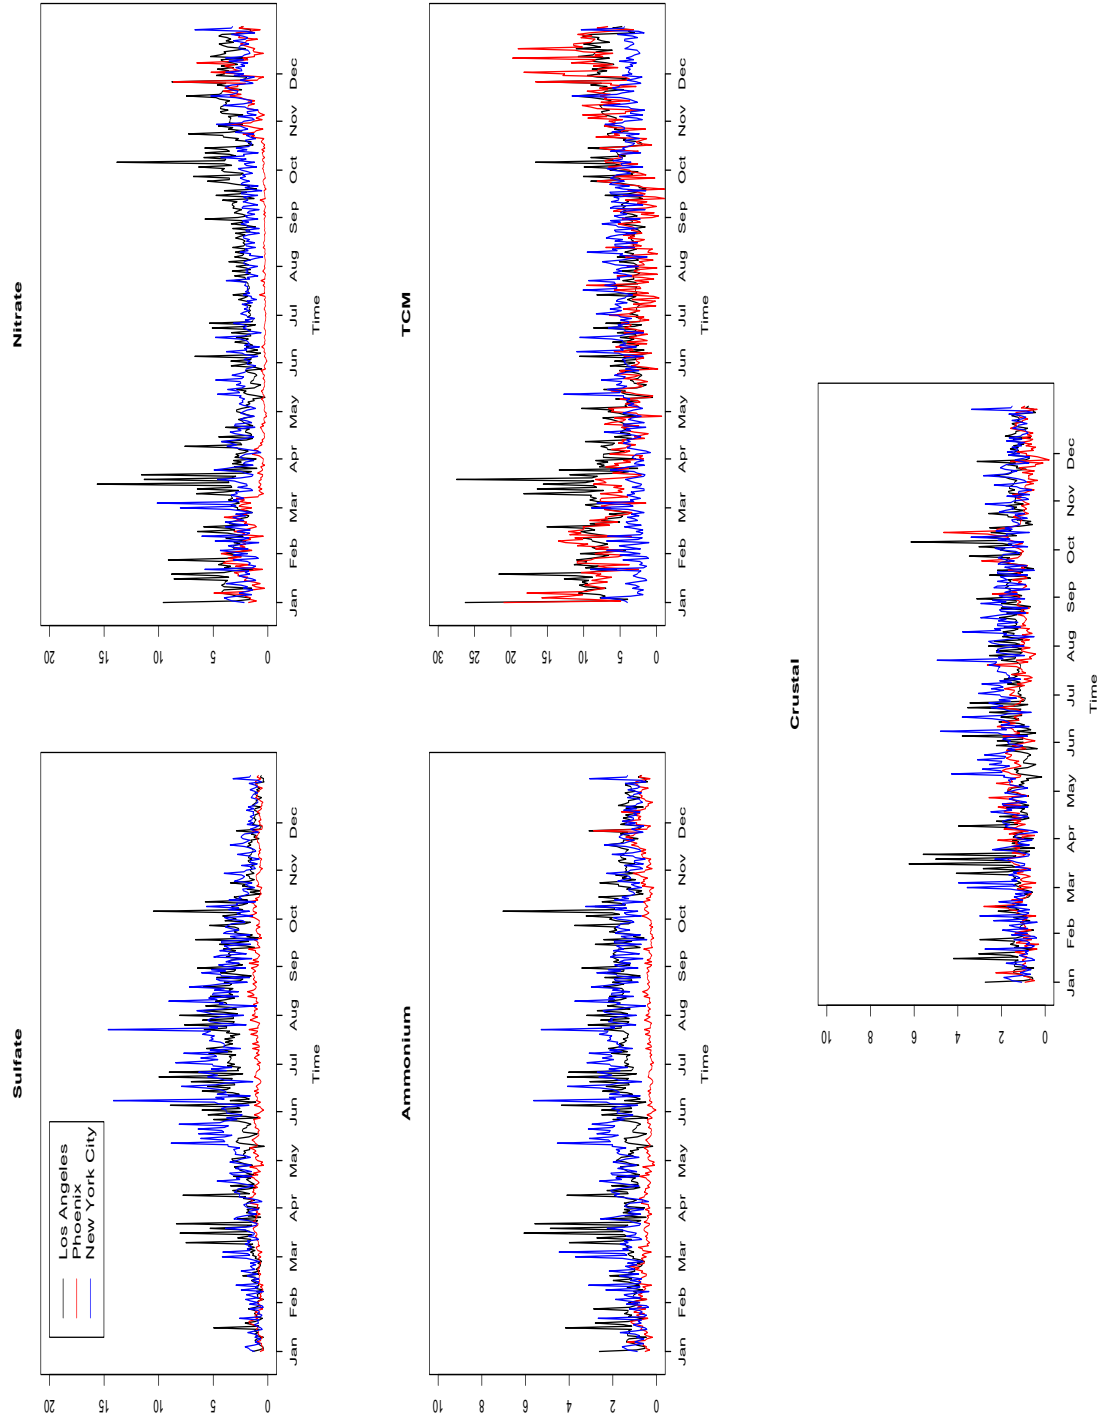 Sulfate
Los Angeles
Phoenix
New York City
0 5 10 15 20
Jan Feb Mar Apr May Jun Jul Aug Sep Oct Nov Dec
Time
Nitrate
0 5 10 15 20
Jan Feb Mar Apr May Jun Jul Aug Sep Oct Nov Dec
Time
Ammonium
0 2 4 6 8 10
Jan Feb Mar Apr May Jun Jul Aug Sep Oct Nov Dec
Time
TCM
0 5 10 15 20 25 30
Jan Feb Mar Apr May Jun Jul Aug Sep Oct Nov Dec
Time
Crustal
0 2 4 6 8 10
Jan Feb Mar Apr May Jun Jul Aug Sep Oct Nov Dec
Time